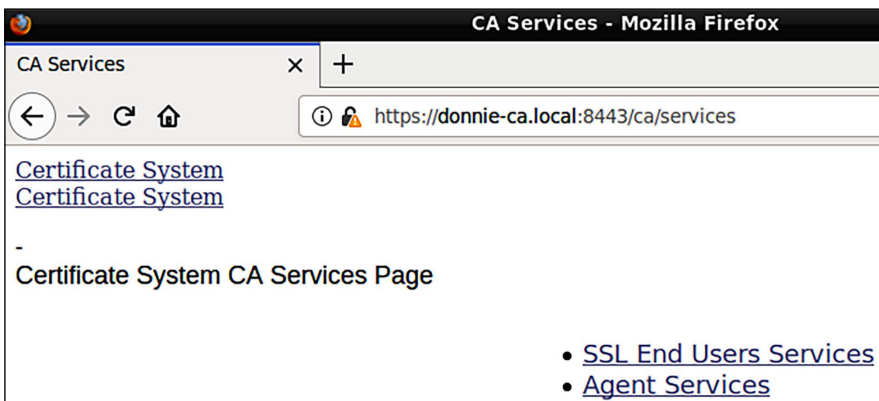 CA Services - Mozilla Firefox
CA Services
https://donnie-ca.local:8443/ca/services
Certificate System
Certificate System
-
Certificate System CA Services Page
• SSL End Users Services
• Agent Services